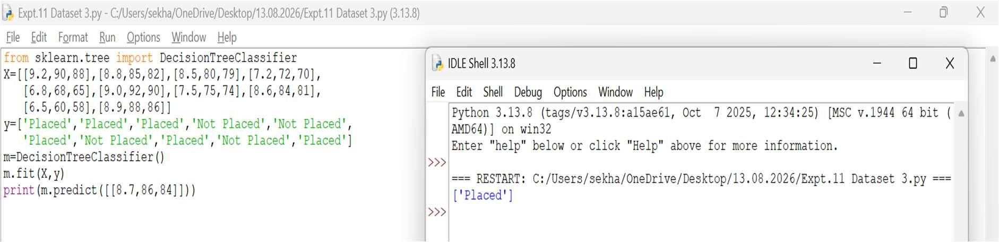 Expt.11 Dataset 3.py - C:/Users/sekha/OneDrive/Desktop/13.08.2026/Expt.11 Dataset 3.py (3.13.8)
File Edit Format Run Options Window Help
from sklearn.tree import DecisionTreeClassifier
X=[[9.2,90,88],[8.8,85,82],[8.5,80,79],[7.2,72,70],
   [6.8,68,65],[9.0,92,90],[7.5,75,74],[8.6,84,81],
   [6.5,60,58],[8.9,88,86]]
y=['Placed','Placed','Placed','Not Placed','Not Placed',
   'Placed','Not Placed','Placed','Not Placed','Placed']
m=DecisionTreeClassifier()
m.fit(X,y)
print(m.predict([[8.7,86,84]]))
IDLE Shell 3.13.8
File Edit Shell Debug Options Window Help
Python 3.13.8 (tags/v3.13.8:a15ae61, Oct  7 2025, 12:34:25) [MSC v.1944 64 bit (
AMD64)] on win32
Enter "help" below or click "Help" above for more information.
>>>
=== RESTART: C:/Users/sekha/OneDrive/Desktop/13.08.2026/Expt.11 Dataset 3.py ===
['Placed']
>>>